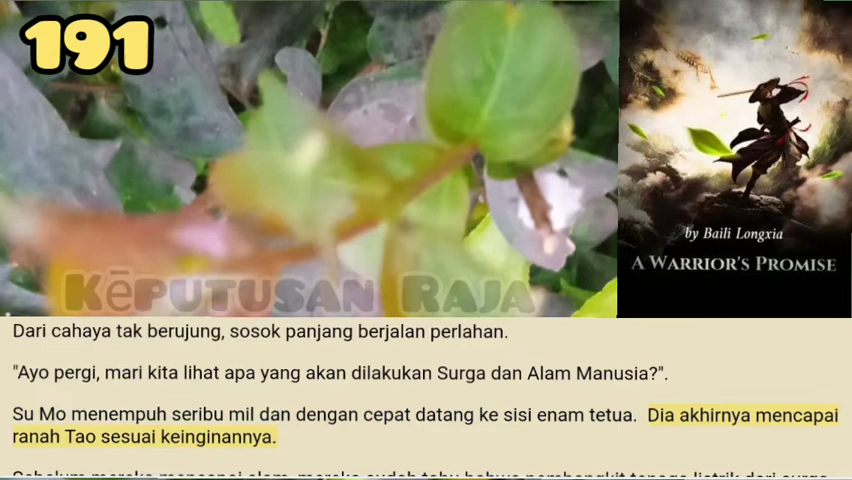 191
by Baili Longxia
A WARRIOR'S PROMISE
KēPUTUSAN RAJA
Dari cahaya tak berujung, sosok panjang berjalan perlahan.
"Ayo pergi, mari kita lihat apa yang akan dilakukan Surga dan Alam Manusia?".
Su Mo menempuh seribu mil dan dengan cepat datang ke sisi enam tetua. Dia akhirnya mencapai
ranah Tao sesuai keinginannya.